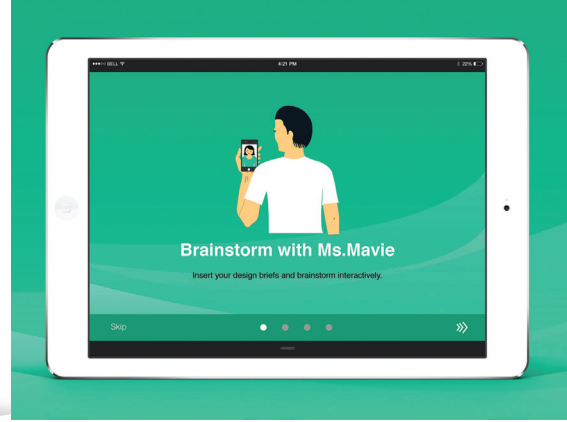 BELL
4:21 PM
22%
Brainstorm with Ms.Mavie
Insert your design briefs and brainstorm interactively.
Skip